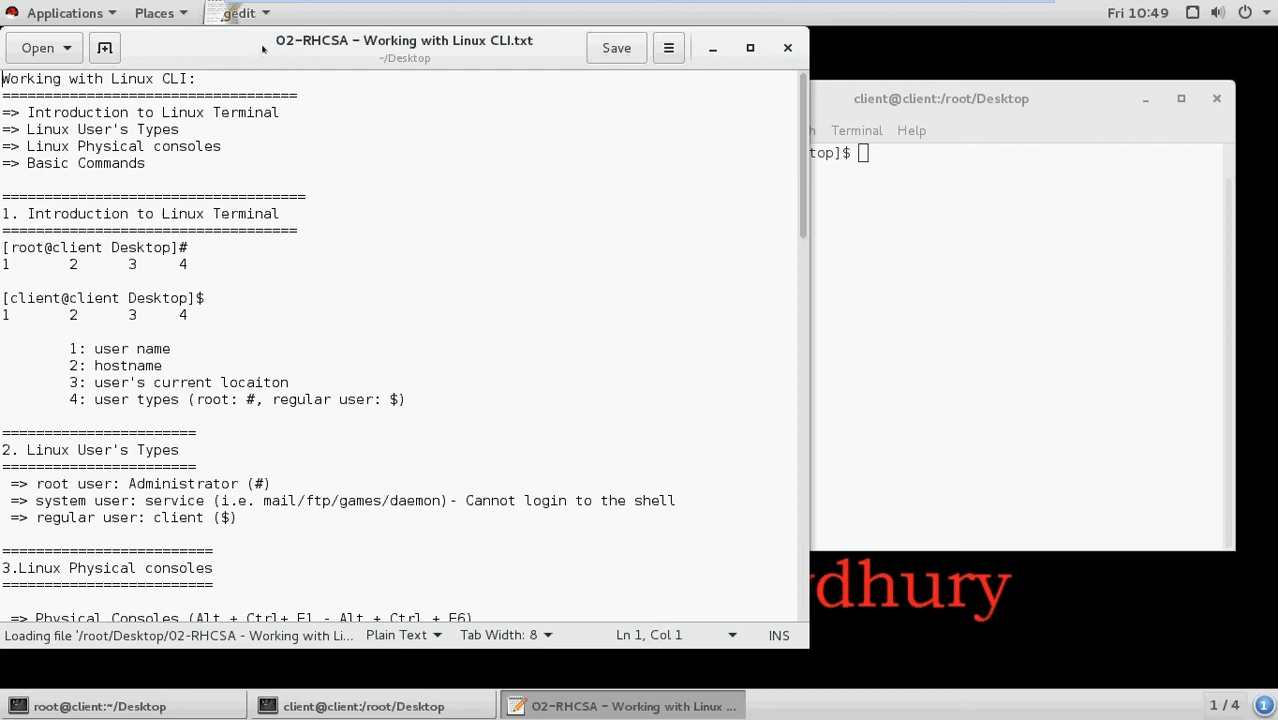 Applications Places gedit Fri 10:49
Open 02-RHCSA – Working with Linux CLI.txt Save
~/Desktop
Working with Linux CLI:
===================================
=> Introduction to Linux Terminal
=> Linux User's Types
=> Linux Physical consoles
=> Basic Commands
====================================
1. Introduction to Linux Terminal
===================================
[root@client Desktop]#
1 2 3 4
[client@client Desktop]$
1 2 3 4
1: user name
2: hostname
3: user's current locaiton
4: user types (root: #, regular user: $)
=======================
2. Linux User's Types
=======================
=> root user: Administrator (#)
=> system user: service (i.e. mail/ftp/games/daemon)- Cannot login to the shell
=> regular user: client ($)
=========================
3.Linux Physical consoles
=========================
=> Physical Consoles (Alt + Ctrl+ F1 - Alt + Ctrl + F6)
Loading file '/root/Desktop/02-RHCSA - Working with Li... Plain Text Tab Width: 8 Ln 1, Col 1 INS
client@client:/root/Desktop
h Terminal Help
top]$
dhury
root@client:~/Desktop client@client:/root/Desktop 02-RHCSA – Working with Linux ... 1 / 4 1